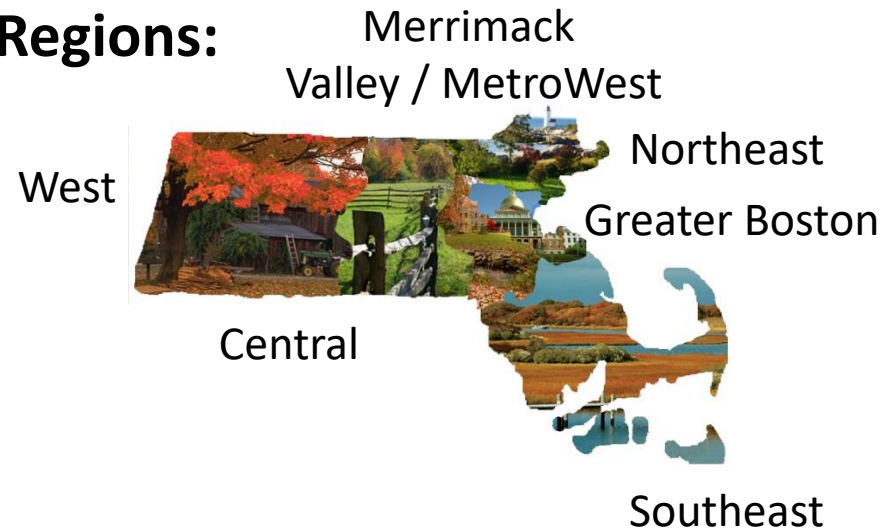 Regions:
Merrimack
Valley / MetroWest
Northeast
West
Greater Boston
Central
Southeast